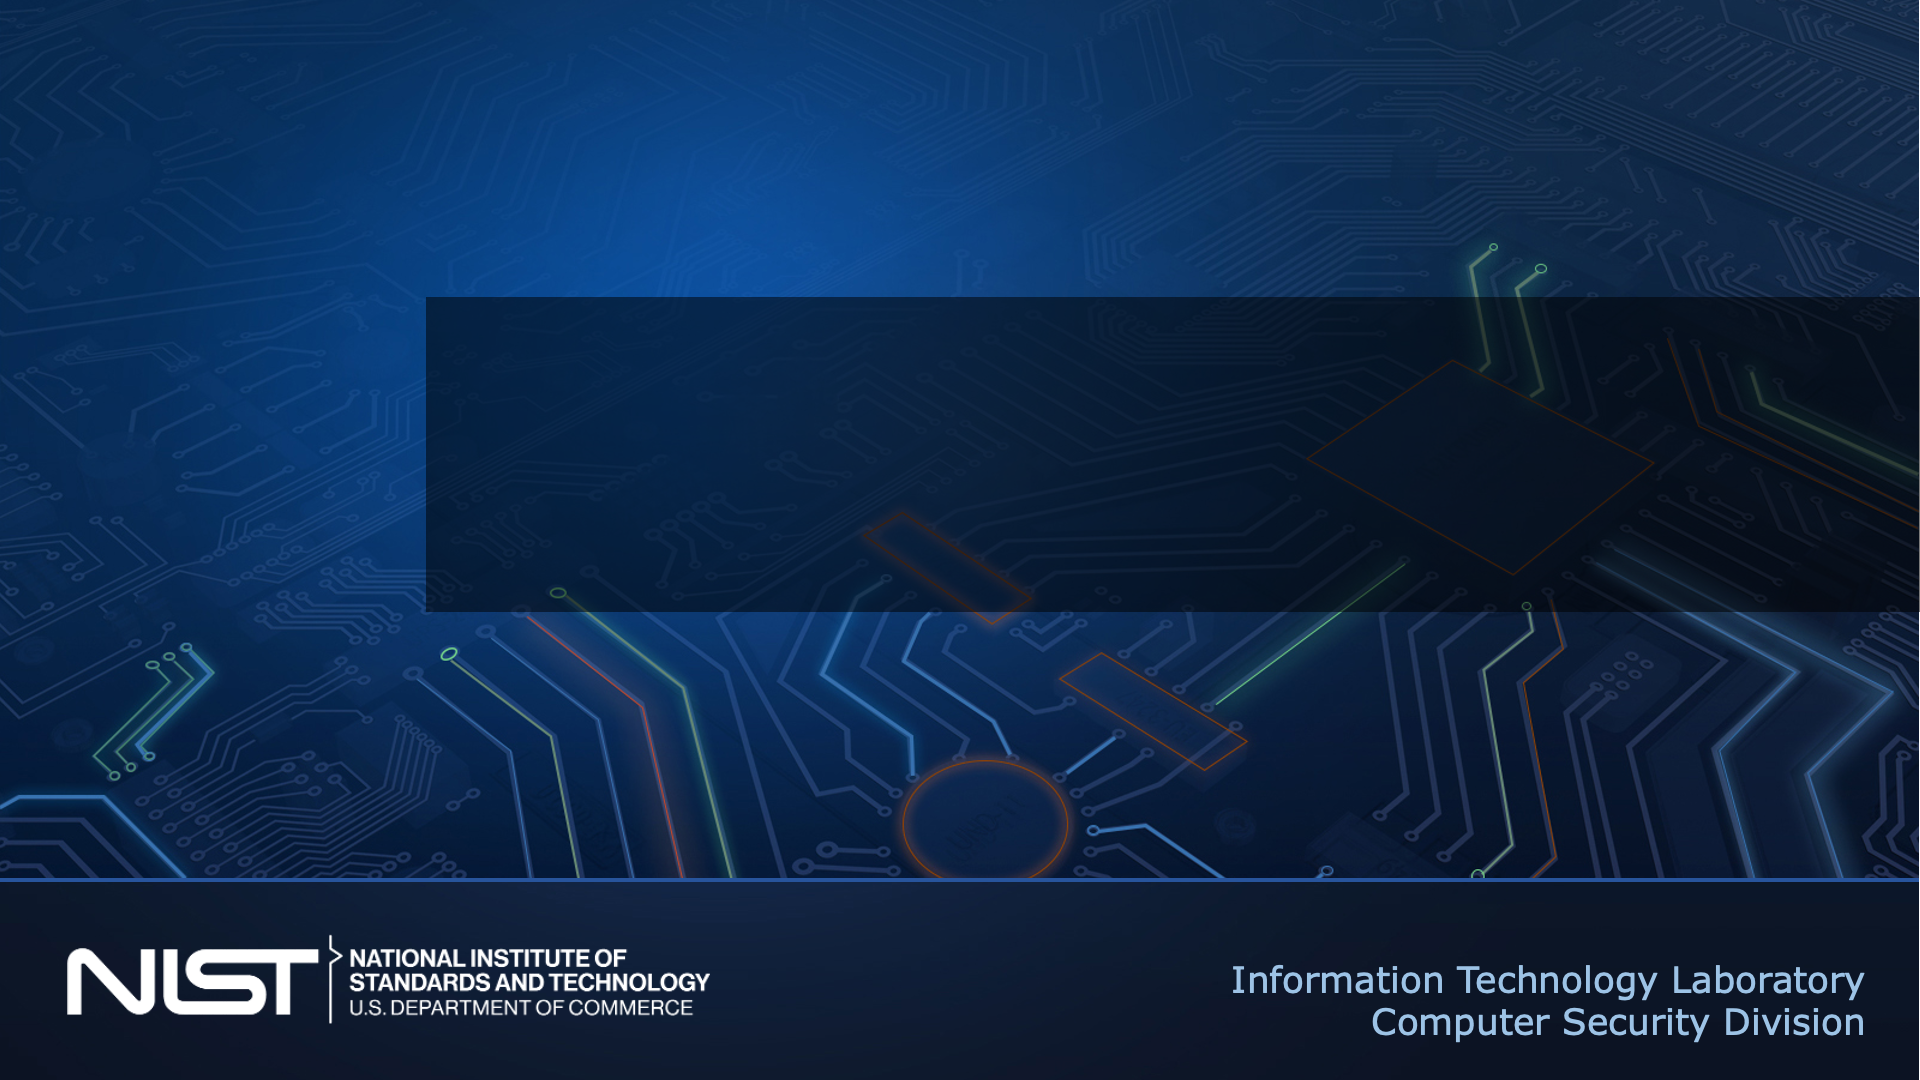 NIST
NATIONAL INSTITUTE OF
STANDARDS AND TECHNOLOGY
U.S. DEPARTMENT OF COMMERCE
Information Technology Laboratory
Computer Security Division